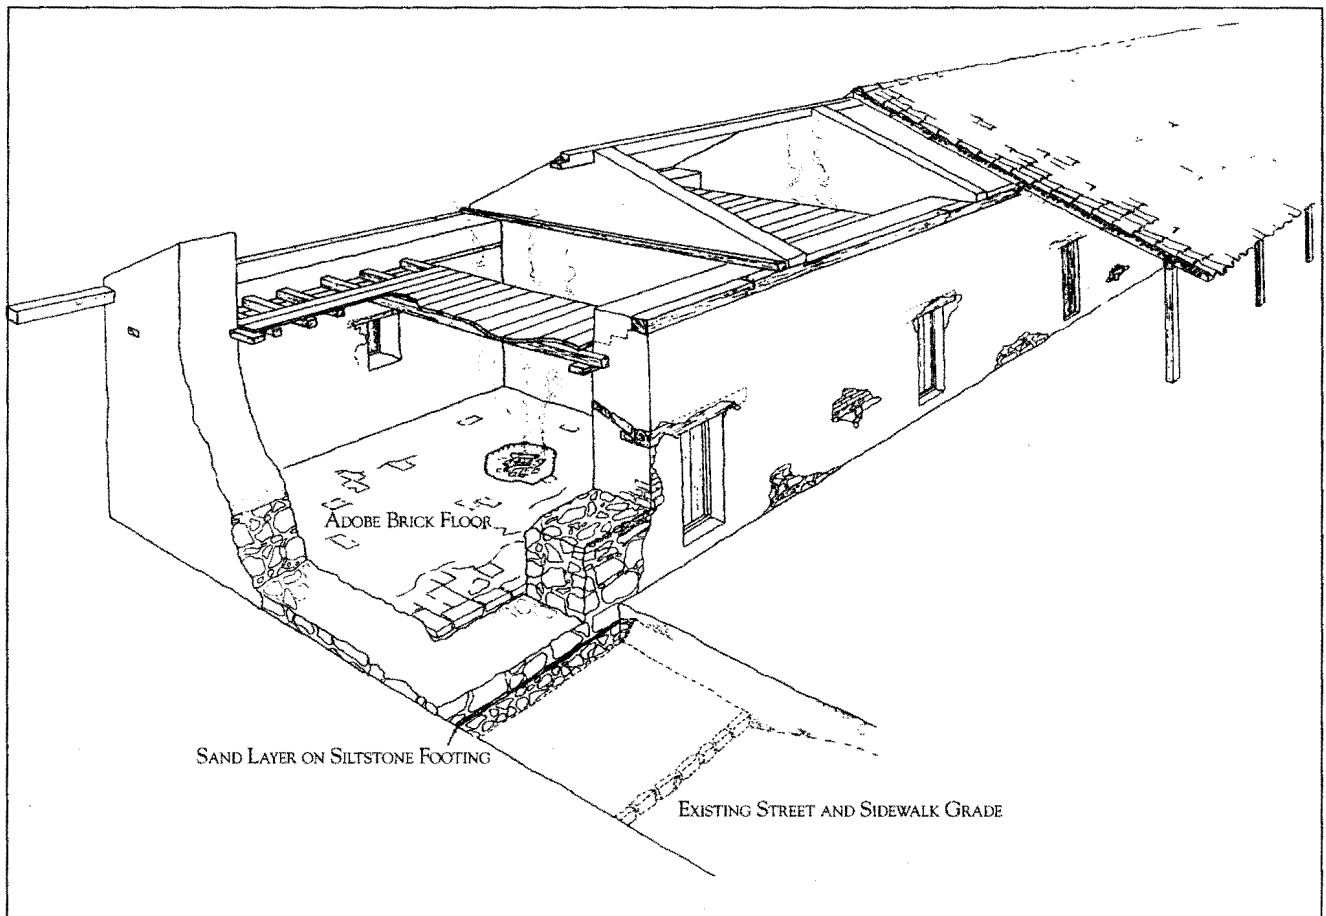 ADOBE BRICK FLOOR
SAND LAYER ON SILTSTONE FOOTING
EXISTING STREET AND SIDEWALK GRADE